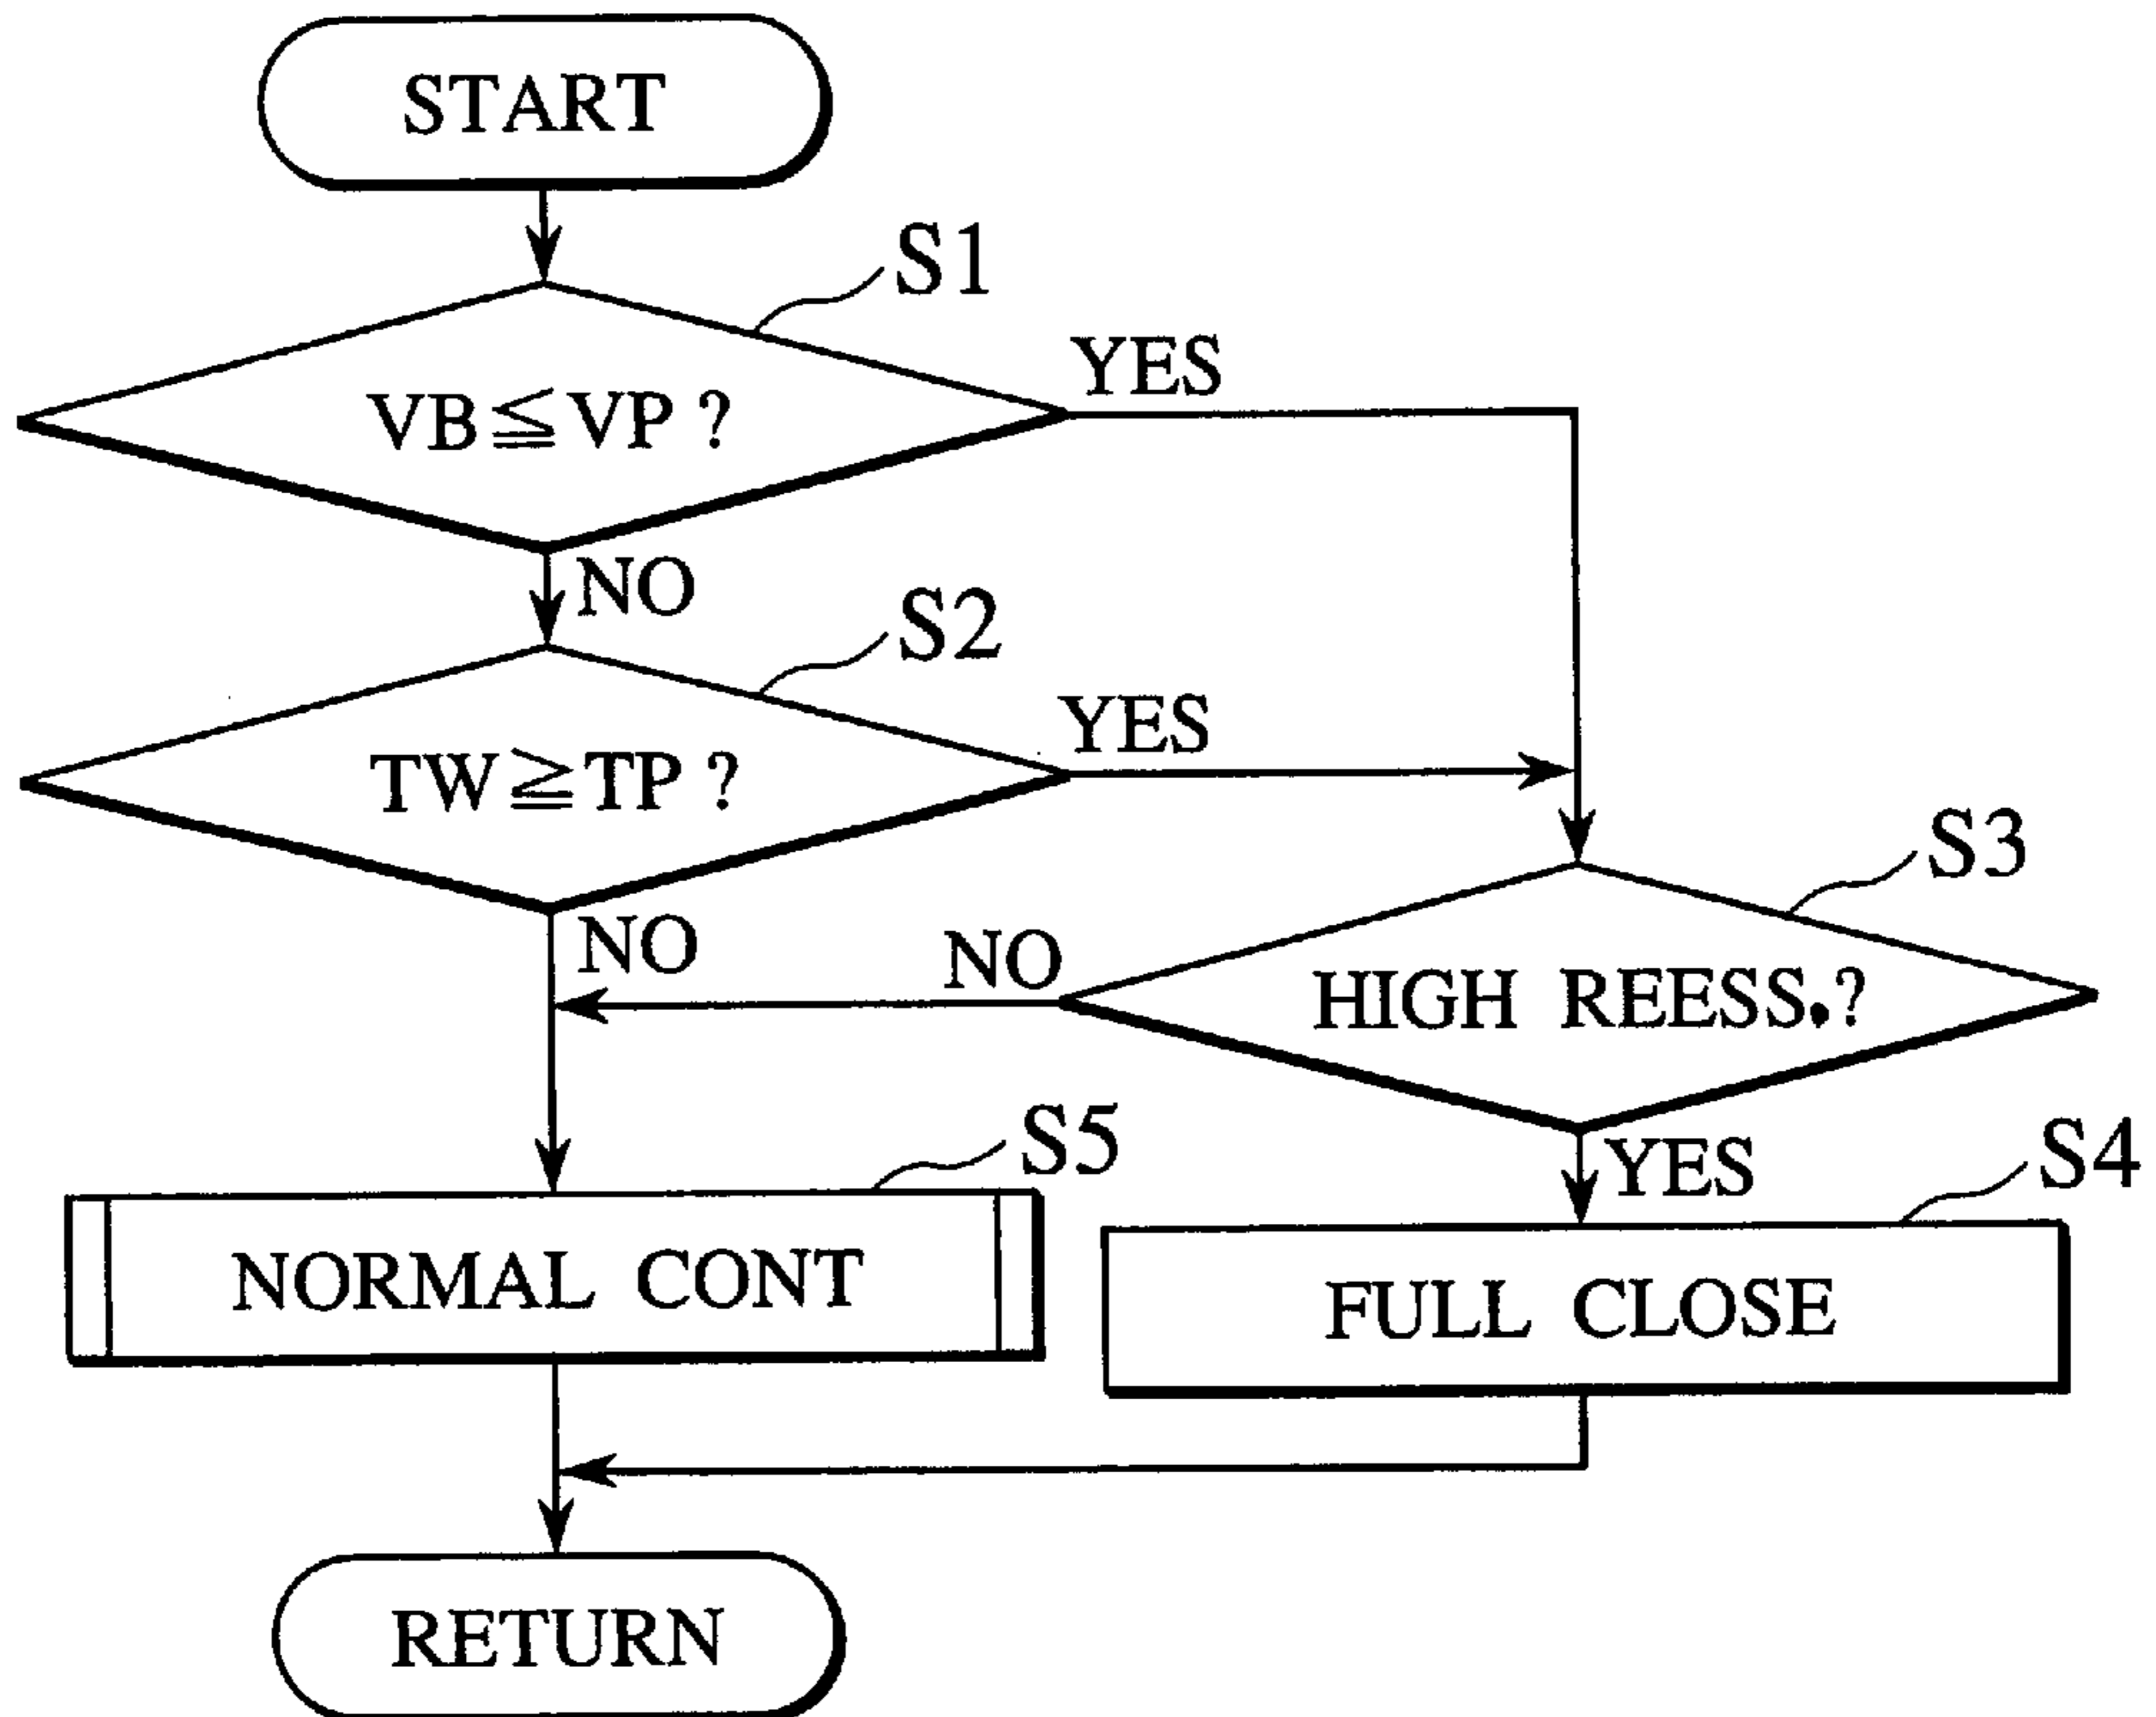 START
S1
VB≦VP ?
YES
NO
S2
TW≧TP ?
YES
NO
S3
HIGH REESS.?
NO
YES
S5
NORMAL CONT
S4
FULL CLOSE
RETURN